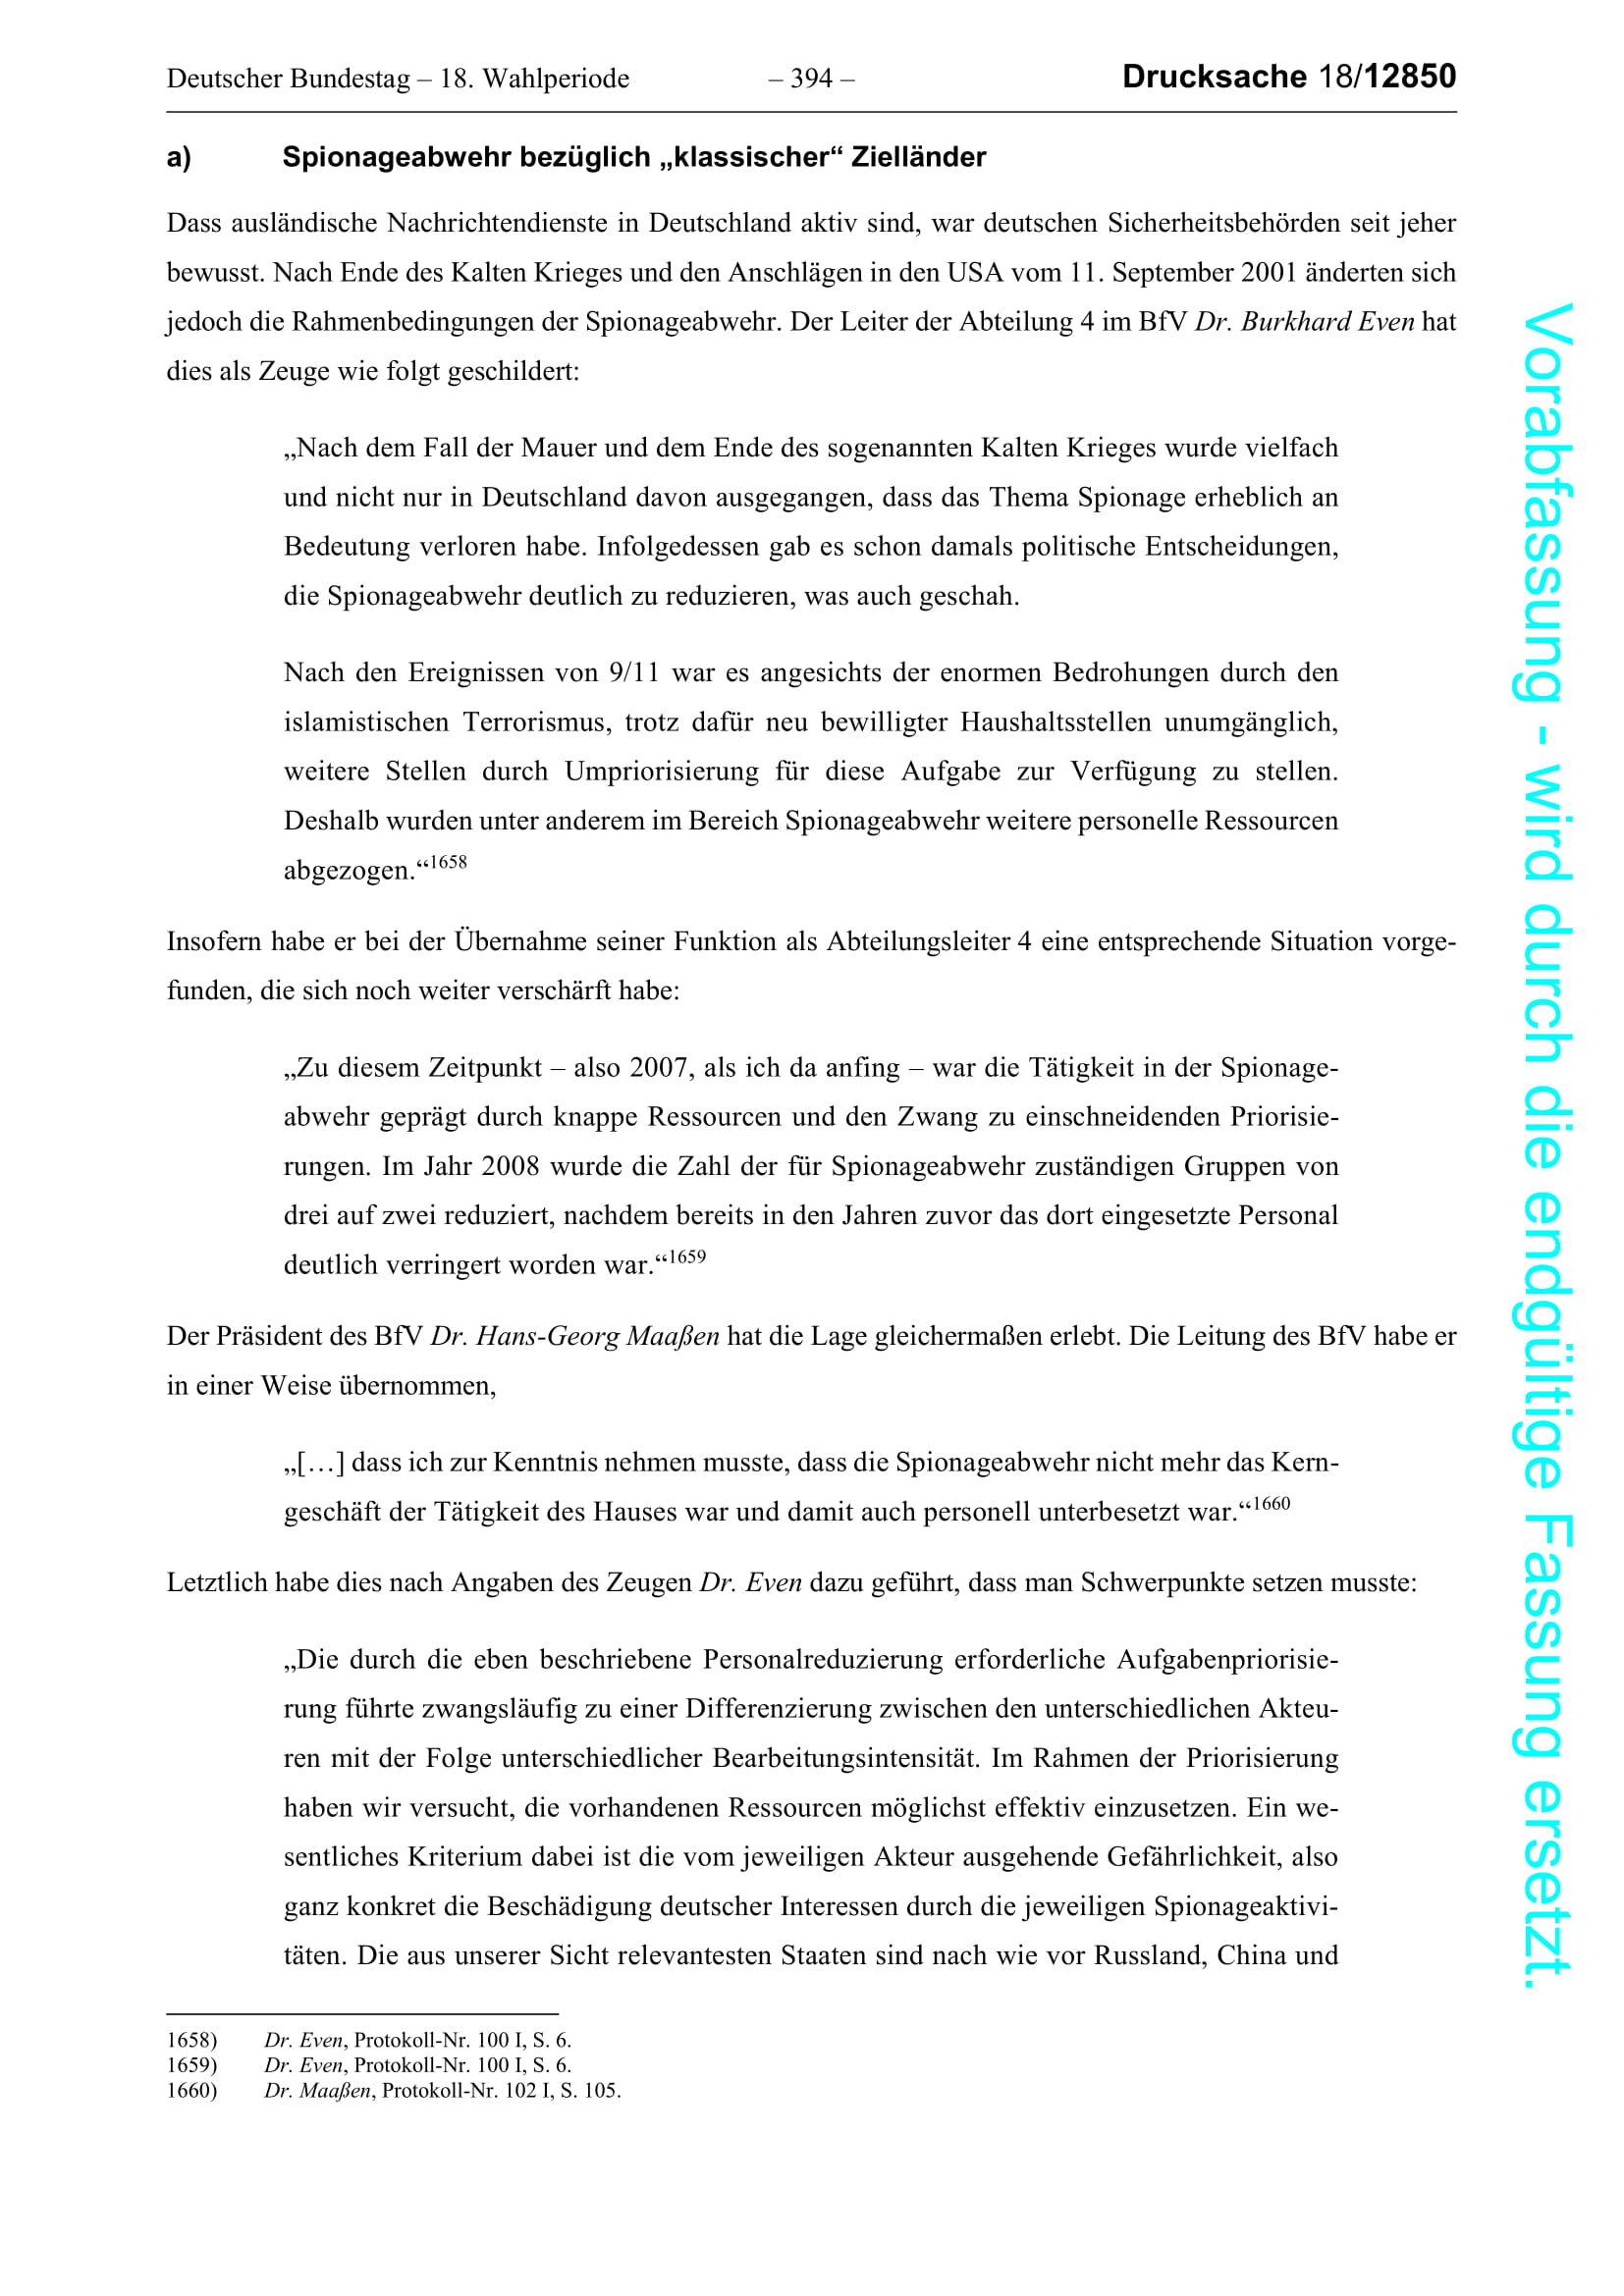 Deutscher Bundestag – 18. Wahlperiode – 394 – Drucksache 18/12850
a) Spionageabwehr bezüglich „klassischer“ Zielländer
Dass ausländische Nachrichtendienste in Deutschland aktiv sind, war deutschen Sicherheitsbehörden seit jeher
bewusst. Nach Ende des Kalten Krieges und den Anschlägen in den USA vom 11. September 2001 änderten sich
jedoch die Rahmenbedingungen der Spionageabwehr. Der Leiter der Abteilung 4 im BfV Dr. Burkhard Even hat
dies als Zeuge wie folgt geschildert:
„Nach dem Fall der Mauer und dem Ende des sogenannten Kalten Krieges wurde vielfach
und nicht nur in Deutschland davon ausgegangen, dass das Thema Spionage erheblich an
Bedeutung verloren habe. Infolgedessen gab es schon damals politische Entscheidungen,
die Spionageabwehr deutlich zu reduzieren, was auch geschah.
Nach den Ereignissen von 9/11 war es angesichts der enormen Bedrohungen durch den
islamistischen Terrorismus, trotz dafür neu bewilligter Haushaltsstellen unumgänglich,
weitere Stellen durch Umpriorisierung für diese Aufgabe zur Verfügung zu stellen.
Deshalb wurden unter anderem im Bereich Spionageabwehr weitere personelle Ressourcen
abgezogen.“1658
Insofern habe er bei der Übernahme seiner Funktion als Abteilungsleiter 4 eine entsprechende Situation vorge-
funden, die sich noch weiter verschärft habe:
„Zu diesem Zeitpunkt – also 2007, als ich da anfing – war die Tätigkeit in der Spionage-
abwehr geprägt durch knappe Ressourcen und den Zwang zu einschneidenden Priorisie-
rungen. Im Jahr 2008 wurde die Zahl der für Spionageabwehr zuständigen Gruppen von
drei auf zwei reduziert, nachdem bereits in den Jahren zuvor das dort eingesetzte Personal
deutlich verringert worden war.“1659
Der Präsident des BfV Dr. Hans-Georg Maaßen hat die Lage gleichermaßen erlebt. Die Leitung des BfV habe er
in einer Weise übernommen,
„[…] dass ich zur Kenntnis nehmen musste, dass die Spionageabwehr nicht mehr das Kern-
geschäft der Tätigkeit des Hauses war und damit auch personell unterbesetzt war.“1660
Letztlich habe dies nach Angaben des Zeugen Dr. Even dazu geführt, dass man Schwerpunkte setzen musste:
„Die durch die eben beschriebene Personalreduzierung erforderliche Aufgabenpriorisie-
rung führte zwangsläufig zu einer Differenzierung zwischen den unterschiedlichen Akteu-
ren mit der Folge unterschiedlicher Bearbeitungsintensität. Im Rahmen der Priorisierung
haben wir versucht, die vorhandenen Ressourcen möglichst effektiv einzusetzen. Ein we-
sentliches Kriterium dabei ist die vom jeweiligen Akteur ausgehende Gefährlichkeit, also
ganz konkret die Beschädigung deutscher Interessen durch die jeweiligen Spionageaktivi-
täten. Die aus unserer Sicht relevantesten Staaten sind nach wie vor Russland, China und
1658) Dr. Even, Protokoll-Nr. 100 I, S. 6.
1659) Dr. Even, Protokoll-Nr. 100 I, S. 6.
1660) Dr. Maaßen, Protokoll-Nr. 102 I, S. 105.
Vorabfassung - wird durch die endgültige Fassung ersetzt.